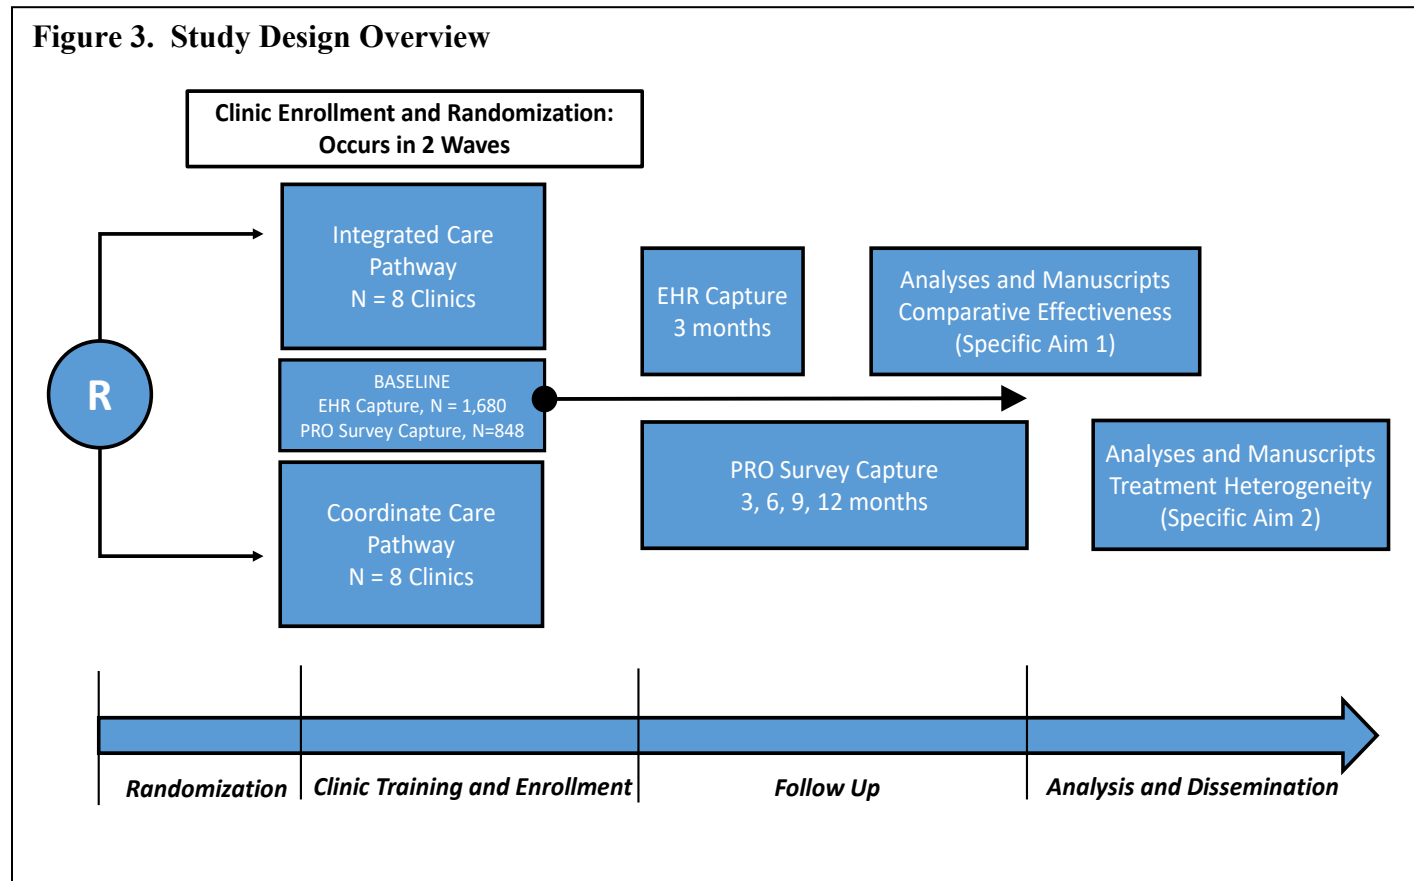 Figure 3.  Study Design Overview
Clinic Enrollment and Randomization:
Occurs in 2 Waves
R
Integrated Care
Pathway
N = 8 Clinics
BASELINE
EHR Capture, N = 1,680
PRO Survey Capture, N=848
Coordinate Care
Pathway
N = 8 Clinics
EHR Capture
3 months
PRO Survey Capture
3, 6, 9, 12 months
Analyses and Manuscripts
Comparative Effectiveness
(Specific Aim 1)
Analyses and Manuscripts
Treatment Heterogeneity
(Specific Aim 2)
Randomization
Clinic Training and Enrollment
Follow Up
Analysis and Dissemination